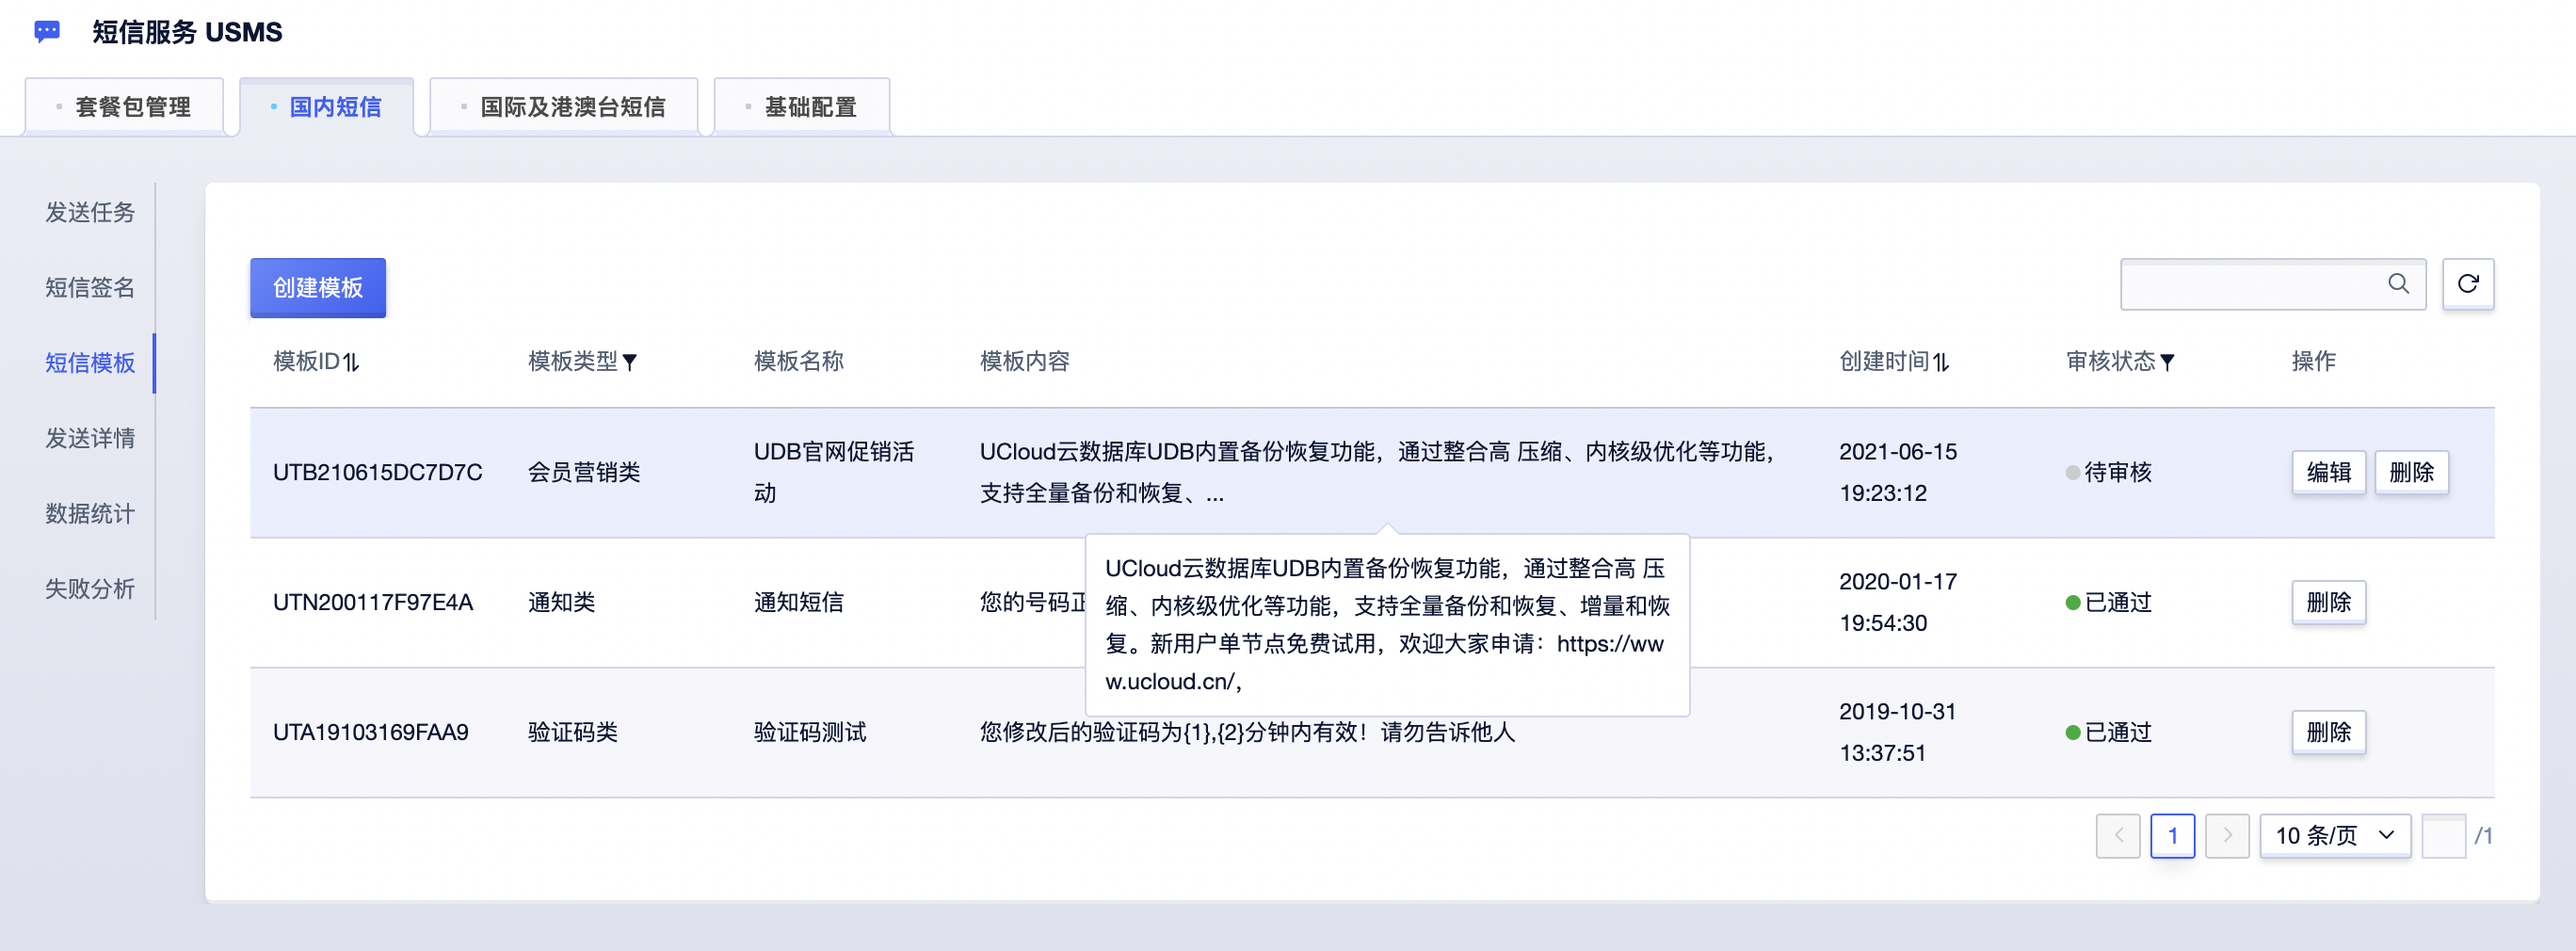 短信服务 USMS
套餐包管理
国内短信
国际及港澳台短信
基础配置
发送任务
短信签名
短信模板
发送详情
数据统计
失败分析
创建模板
模板ID 模板类型 模板名称 模板内容 创建时间 审核状态 操作
UTB210615DC7D7C
会员营销类
UDB官网促销活
动
UCloud云数据库UDB内置备份恢复功能，通过整合高 压缩、内核级优化等功能，
支持全量备份和恢复、...
2021-06-15
19:23:12
待审核
编辑 删除
UTN200117F97E4A
通知类
通知短信
您的号码正
2020-01-17
19:54:30
已通过
删除
UCloud云数据库UDB内置备份恢复功能，通过整合高 压
缩、内核级优化等功能，支持全量备份和恢复、增量和恢
复。新用户单节点免费试用，欢迎大家申请：https://ww
w.ucloud.cn/，
UTA19103169FAA9
验证码类
验证码测试
您修改后的验证码为{1},{2}分钟内有效！请勿告诉他人
2019-10-31
13:37:51
已通过
删除
1
10 条/页
/1